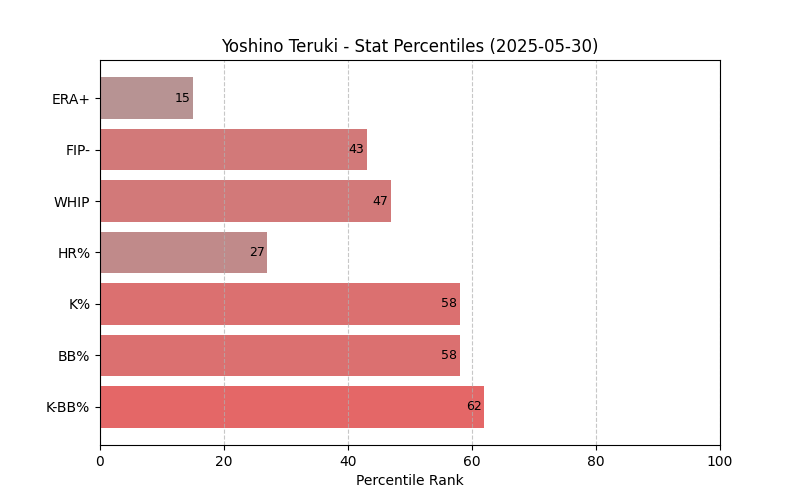 Yoshino Teruki - Stat Percentiles (2025-05-30)
ERA+ 15
FIP- 43
WHIP 47
HR% 27
K% 58
BB% 58
K-BB% 62
0 20 40 60 80 100
Percentile Rank